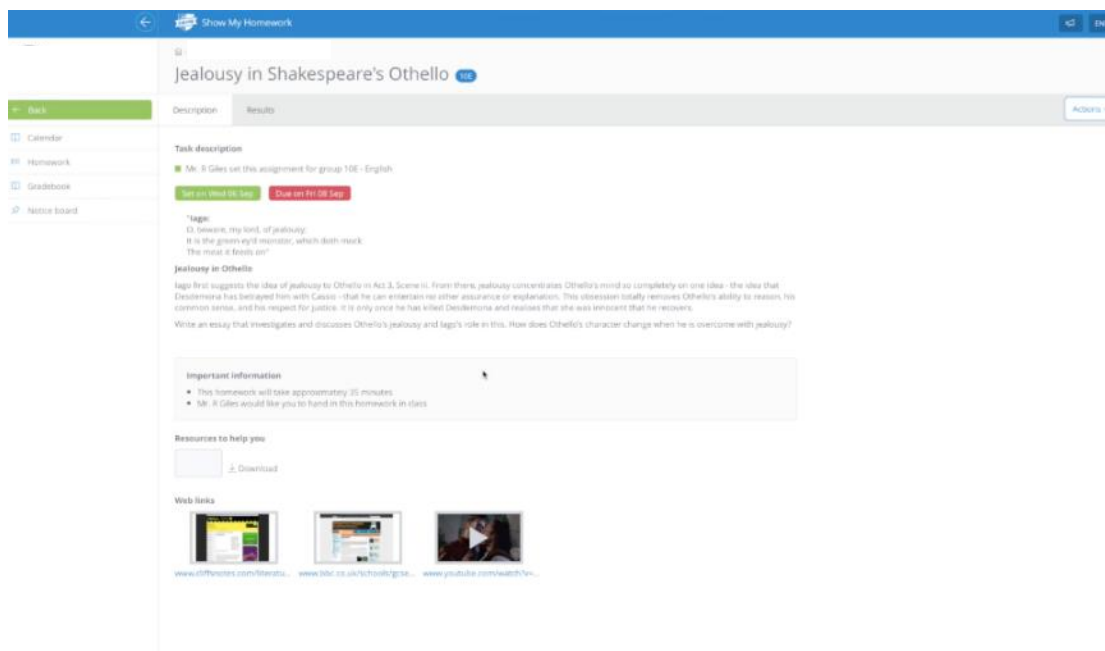 Show My Homework
EN
Jealousy in Shakespeare's Othello 10E
Back
Calendar
Homework
Gradebook
Notice board
Description
Results
Actions
Task description
Mr. R Giles set this assignment for group 10E - English
Set on Wed 06 Sep
Due on Fri 08 Sep
"Iago:
O, beware, my lord, of jealousy;
It is the green-ey'd monster, which doth mock
The meat it feeds on"
Jealousy in Othello
Iago first suggests the idea of jealousy to Othello in Act 3, Scene iii. From there, jealousy concentrates Othello's mind so completely on one idea - the idea that
Desdemona has betrayed him with Cassio - that he can entertain no other assurance or explanation. This obsession totally removes Othello's ability to reason, his
common sense, and his respect for justice. It is only once he has killed Desdemona and realises that she was innocent that he recovers.
Write an essay that investigates and discusses Othello's jealousy and Iago's role in this. How does Othello's character change when he is overcome with jealousy?
Important information
This homework will take approximately 35 minutes
Mr. R Giles would like you to hand in this homework in class
Resources to help you
Download
Web links
www.cliffsnotes.com/literatu...
www.bbc.co.uk/schools/gcse...
www.youtube.com/watch?v=...